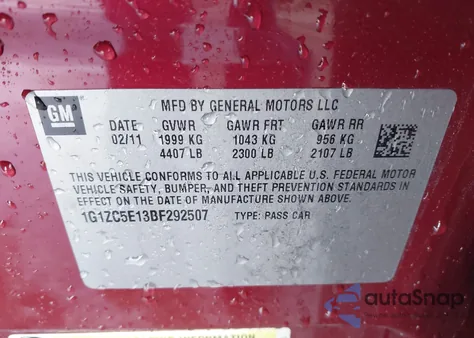 GM
MFD BY GENERAL MOTORS LLC
DATE GVWR GAWR FRT GAWR RR
02/11 1999 KG 1043 KG 956 KG
4407 LB 2300 LB 2107 LB
THIS VEHICLE CONFORMS TO ALL APPLICABLE U.S. FEDERAL MOTOR
VEHICLE SAFETY, BUMPER, AND THEFT PREVENTION STANDARDS IN
EFFECT ON THE DATE OF MANUFACTURE SHOWN ABOVE.
1G1ZC5E13BF292507 TYPE: PASS CAR
autoSnap
INFORMATION